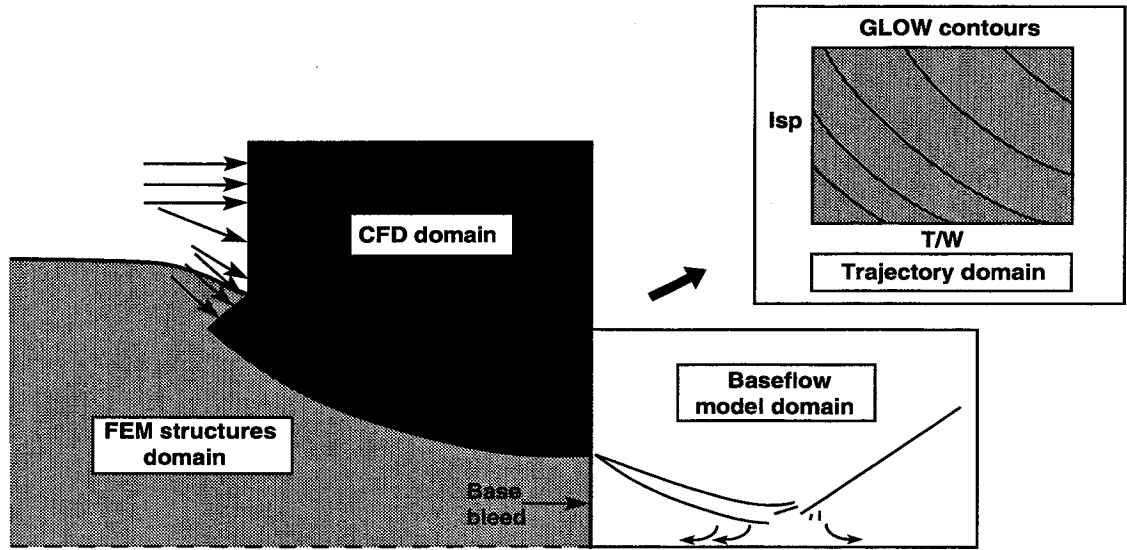 GLOW contours
Isp
T/W
Trajectory domain
CFD domain
Baseflow
model domain
FEM structures
domain
Base
bleed